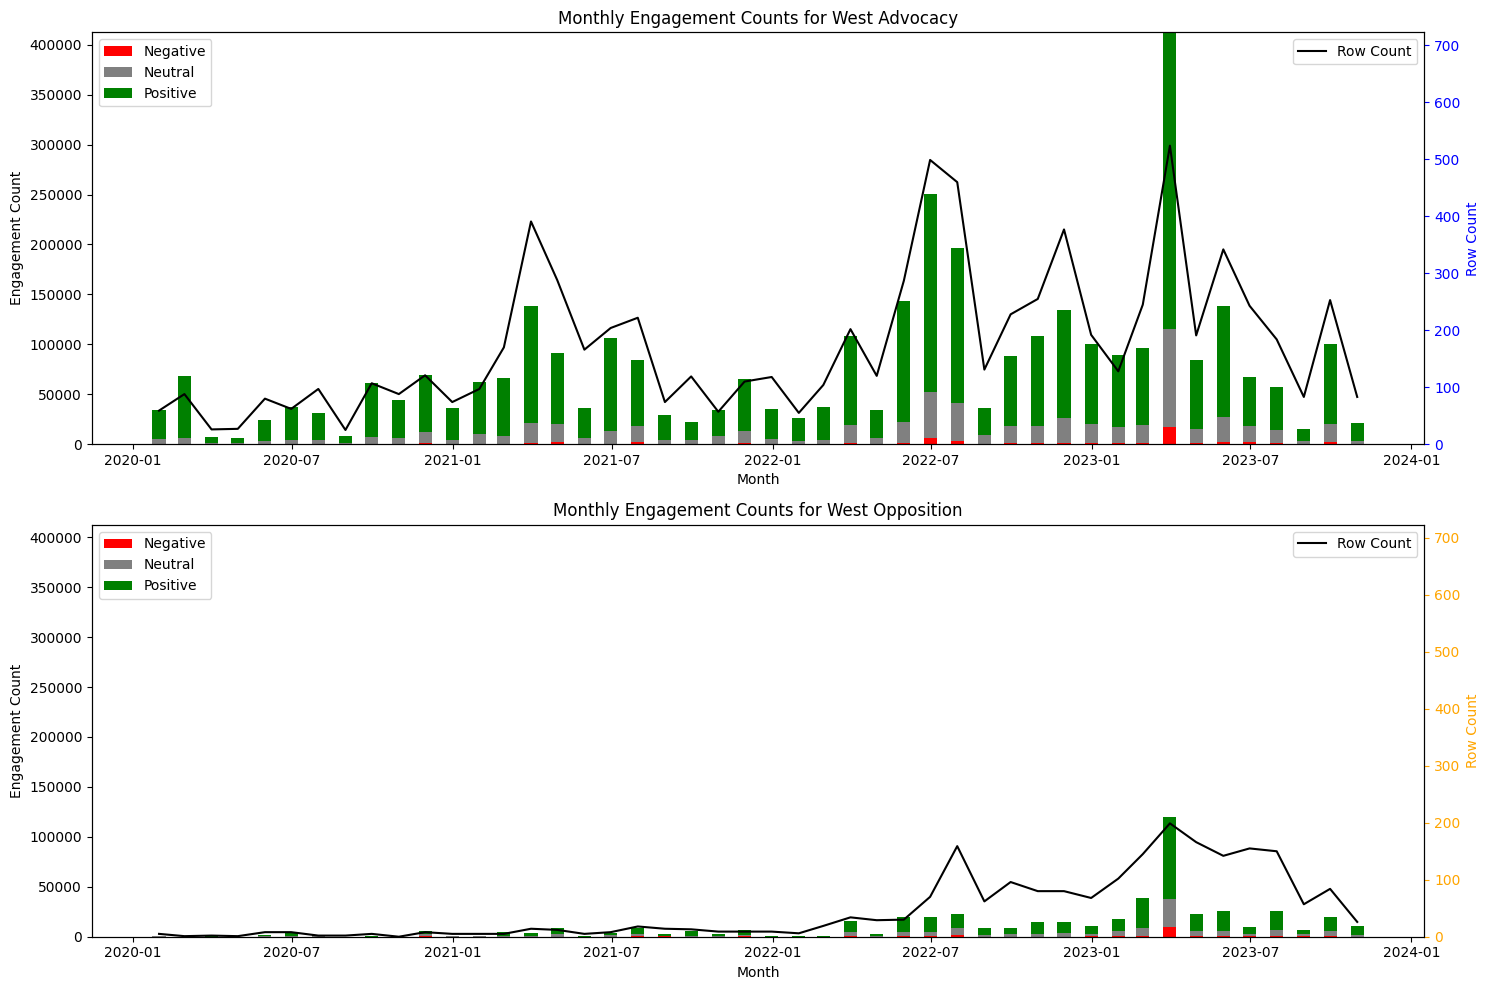 Monthly Engagement Counts for West Advocacy
Negative
Neutral
Positive
Row Count
400000
350000
300000
250000
200000
150000
100000
50000
0
Engagement Count
700
600
500
400
300
200
100
0
Row Count
2020-01 2020-07 2021-01 2021-07 2022-01 2022-07 2023-01 2023-07 2024-01
Month
Monthly Engagement Counts for West Opposition
Negative
Neutral
Positive
Row Count
400000
350000
300000
250000
200000
150000
100000
50000
0
Engagement Count
700
600
500
400
300
200
100
0
Row Count
2020-01 2020-07 2021-01 2021-07 2022-01 2022-07 2023-01 2023-07 2024-01
Month